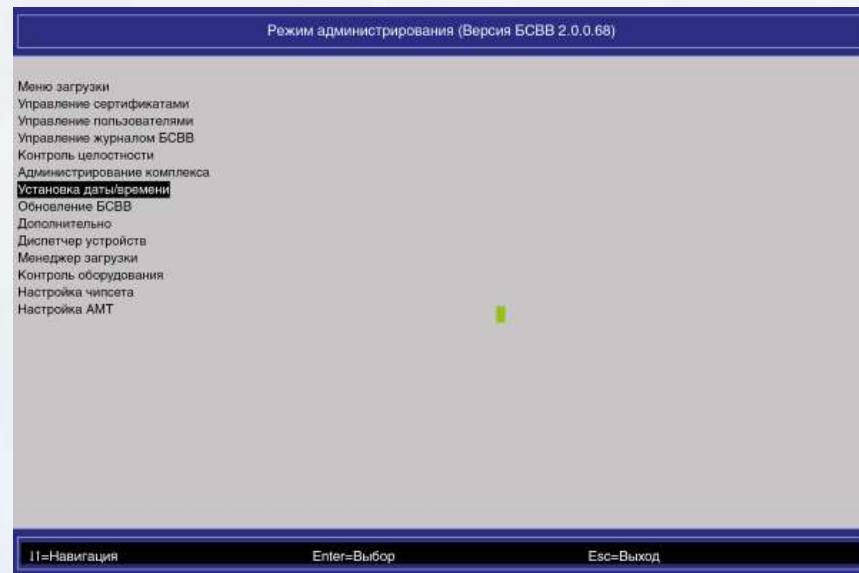 Режим администрирования (Версия БСВВ 2.0.0.68)
Меню загрузки
Управление сертификатами
Управление пользователями
Управление журналом БСВВ
Контроль целостности
Администрирование комплекса
Установка даты/времени
Обновление БСВВ
Дополнительно
Диспетчер устройств
Менеджер загрузки
Контроль оборудования
Настройка чипсета
Настройка АМТ
↓↑=Навигация Enter=Выбор Esc=Выход